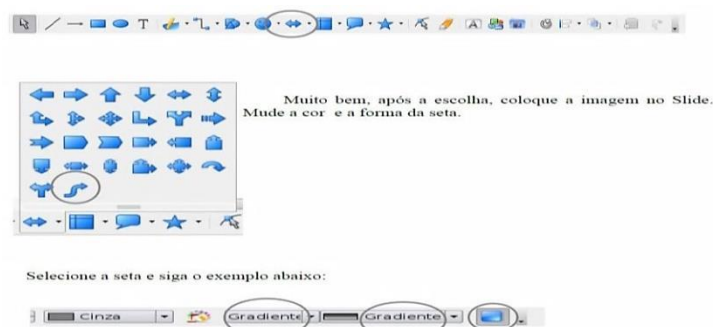 T
A
Muito bem, após a escolha, coloque a imagem no Slide.
Mude a cor e a forma da seta.
Selecione a seta e siga o exemplo abaixo:
Cinza Gradiente Gradiente